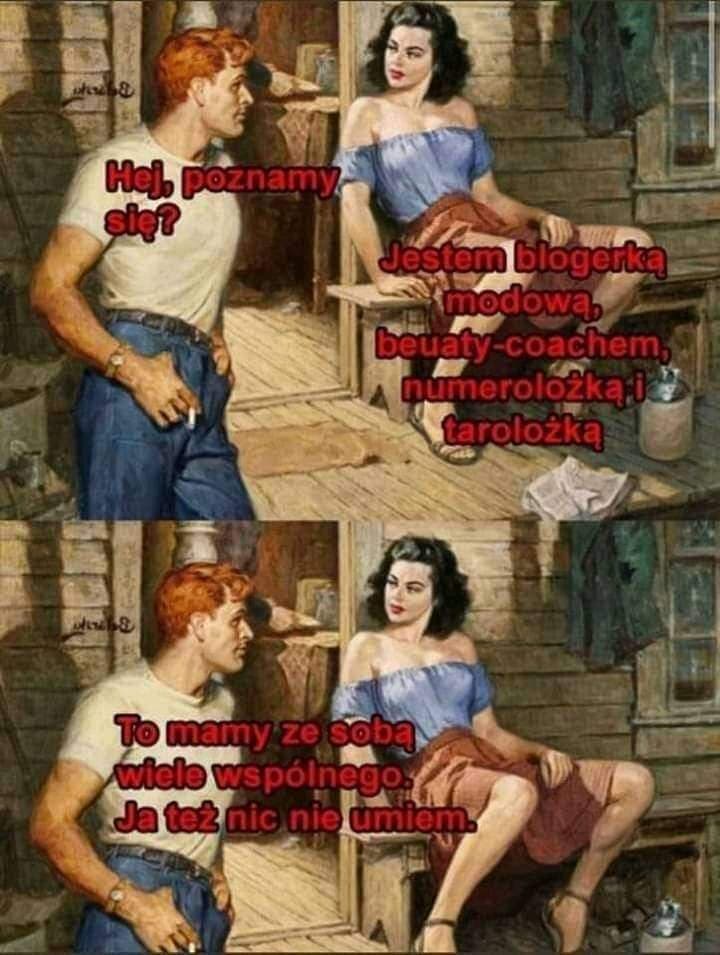 Hej, poznamy
się?
Jestem blogerką
modową,
beuaty-coachem,
numerolożką i
tarolożką
To mamy ze sobą
wiele wspólnego.
Ja też nic nie umiem.